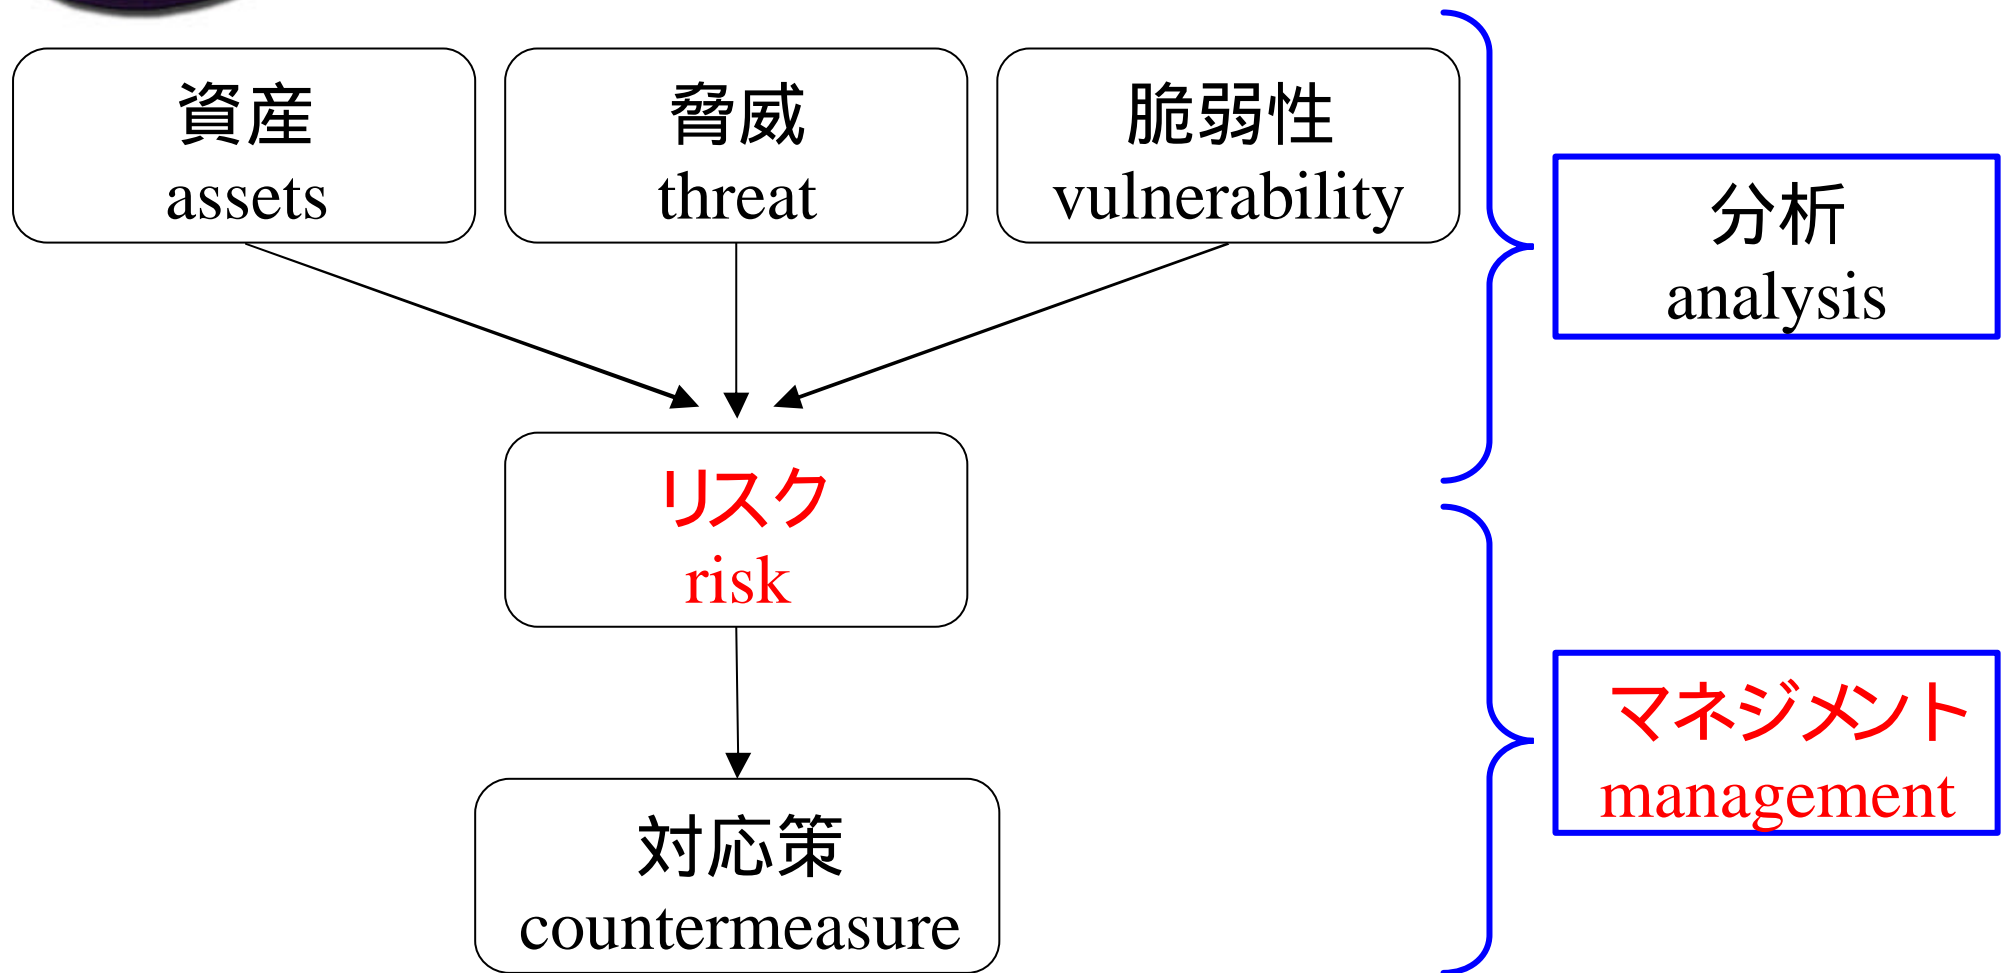 資産
assets
脅威
threat
脆弱性
vulnerability
分析
analysis
リスク
risk
マネジメント
management
対応策
countermeasure